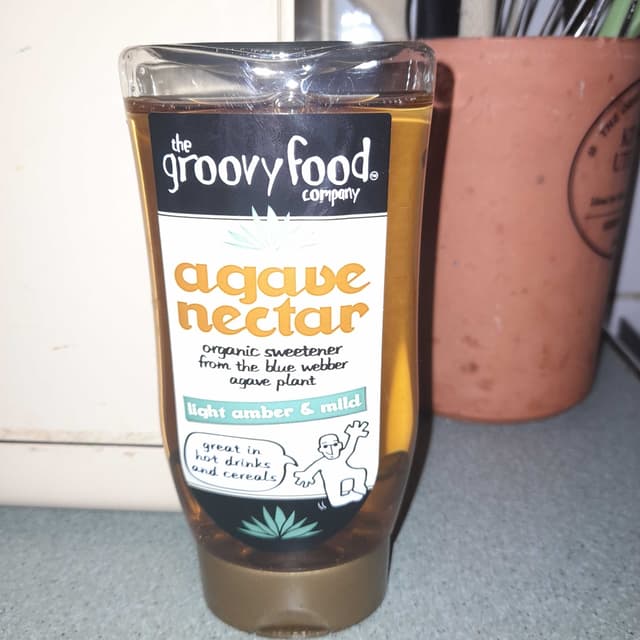 the
groovy food™
company
agave
nectar
organic sweetener
from the blue webber
agave plant
light amber & mild
great in
hot drinks
and cereals